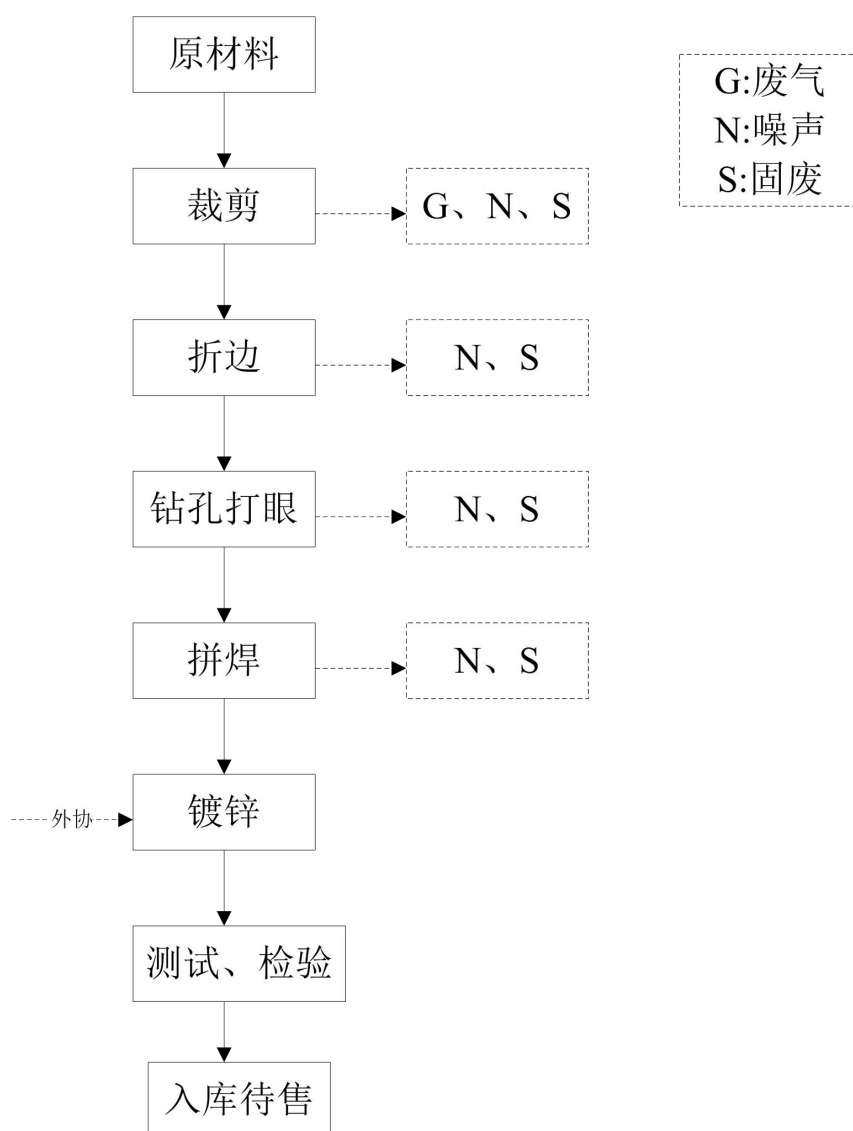 原材料
G:废气
N:噪声
S:固废
裁剪
G、N、S
折边
N、S
钻孔打眼
N、S
拼焊
N、S
外协
镀锌
测试、检验
入库待售